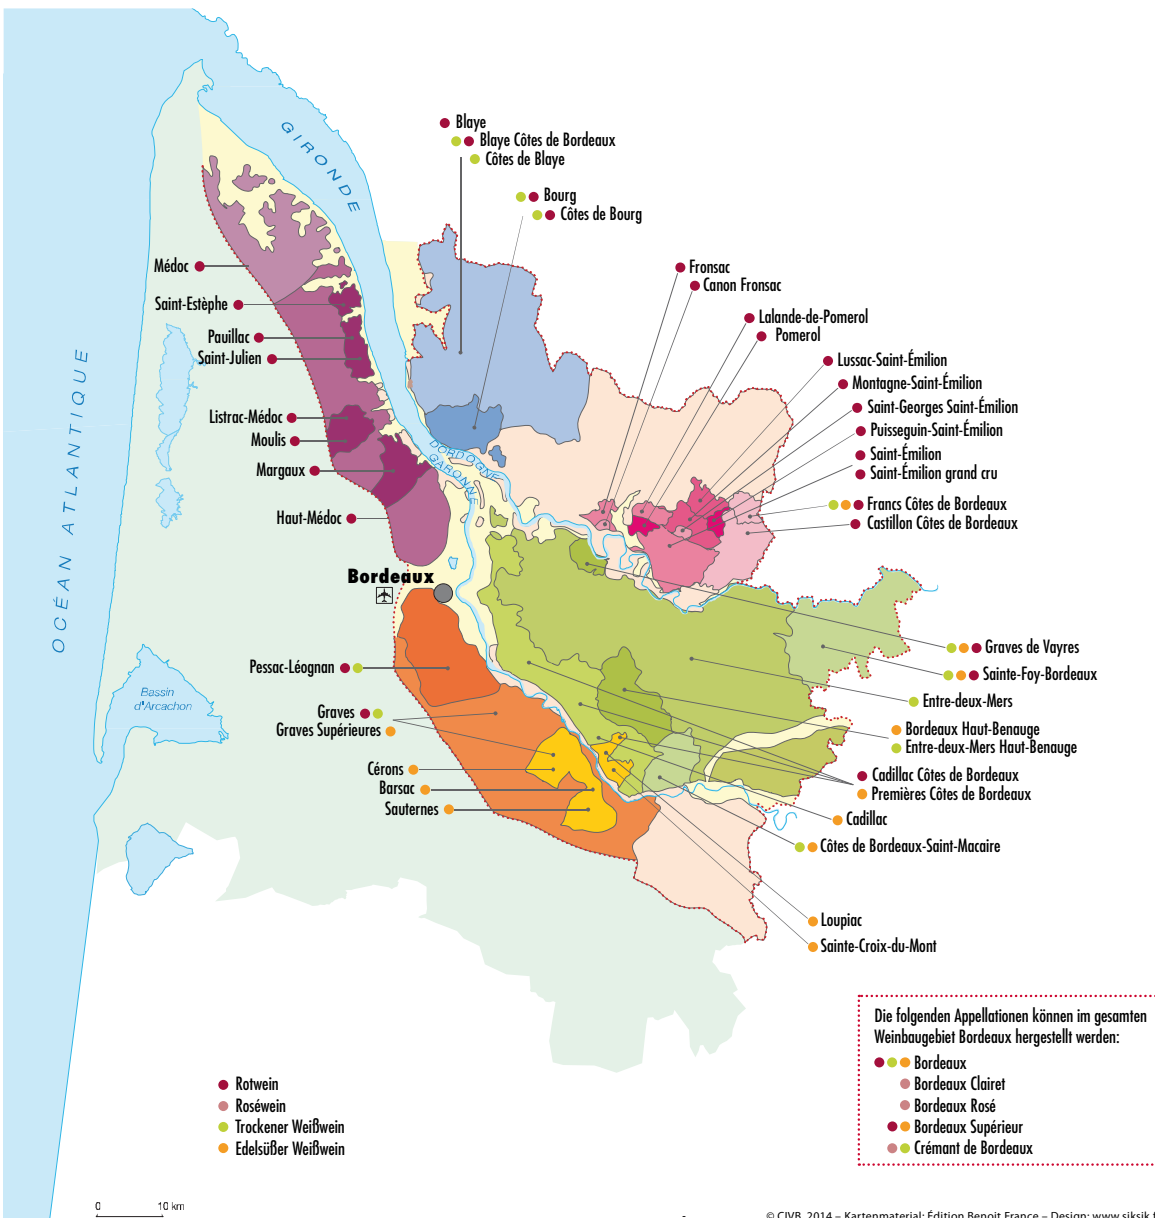 GIRONDE
Blaye
Blaye Côtes de Bordeaux
Côtes de Blaye
Bourg
Côtes de Bourg
Médoc
Saint-Estèphe
Pauillac
Saint-Julien
Listrac-Médoc
Moulis
Margaux
Haut-Médoc
Fronsac
Canon Fronsac
Lalande-de-Pomerol
Pomerol
Lussac-Saint-Émilion
Montagne-Saint-Émilion
Saint-Georges Saint-Émilion
Puisseguin-Saint-Émilion
Saint-Émilion
Saint-Émilion grand cru
Francs Côtes de Bordeaux
Castillon Côtes de Bordeaux
DORDOGNE
GARONNE
OCÉAN ATLANTIQUE
Bordeaux
Bassin
d'Arcachon
Pessac-Léognan
Graves
Graves Supérieures
Cérons
Barsac
Sauternes
Graves de Vayres
Sainte-Foy-Bordeaux
Entre-deux-Mers
Bordeaux Haut-Benauge
Entre-deux-Mers Haut-Benauge
Cadillac Côtes de Bordeaux
Premières Côtes de Bordeaux
Cadillac
Côtes de Bordeaux-Saint-Macaire
Loupiac
Sainte-Croix-du-Mont
Die folgenden Appellationen können im gesamten
Weinbaugebiet Bordeaux hergestellt werden:
Bordeaux
Bordeaux Clairet
Bordeaux Rosé
Bordeaux Supérieur
Crémant de Bordeaux
Rotwein
Roséwein
Trockener Weißwein
Edelsüßer Weißwein
0 10 km
© CIVB, 2014 – Kartenmaterial: Édition Benoît France – Design: www.siksik.f